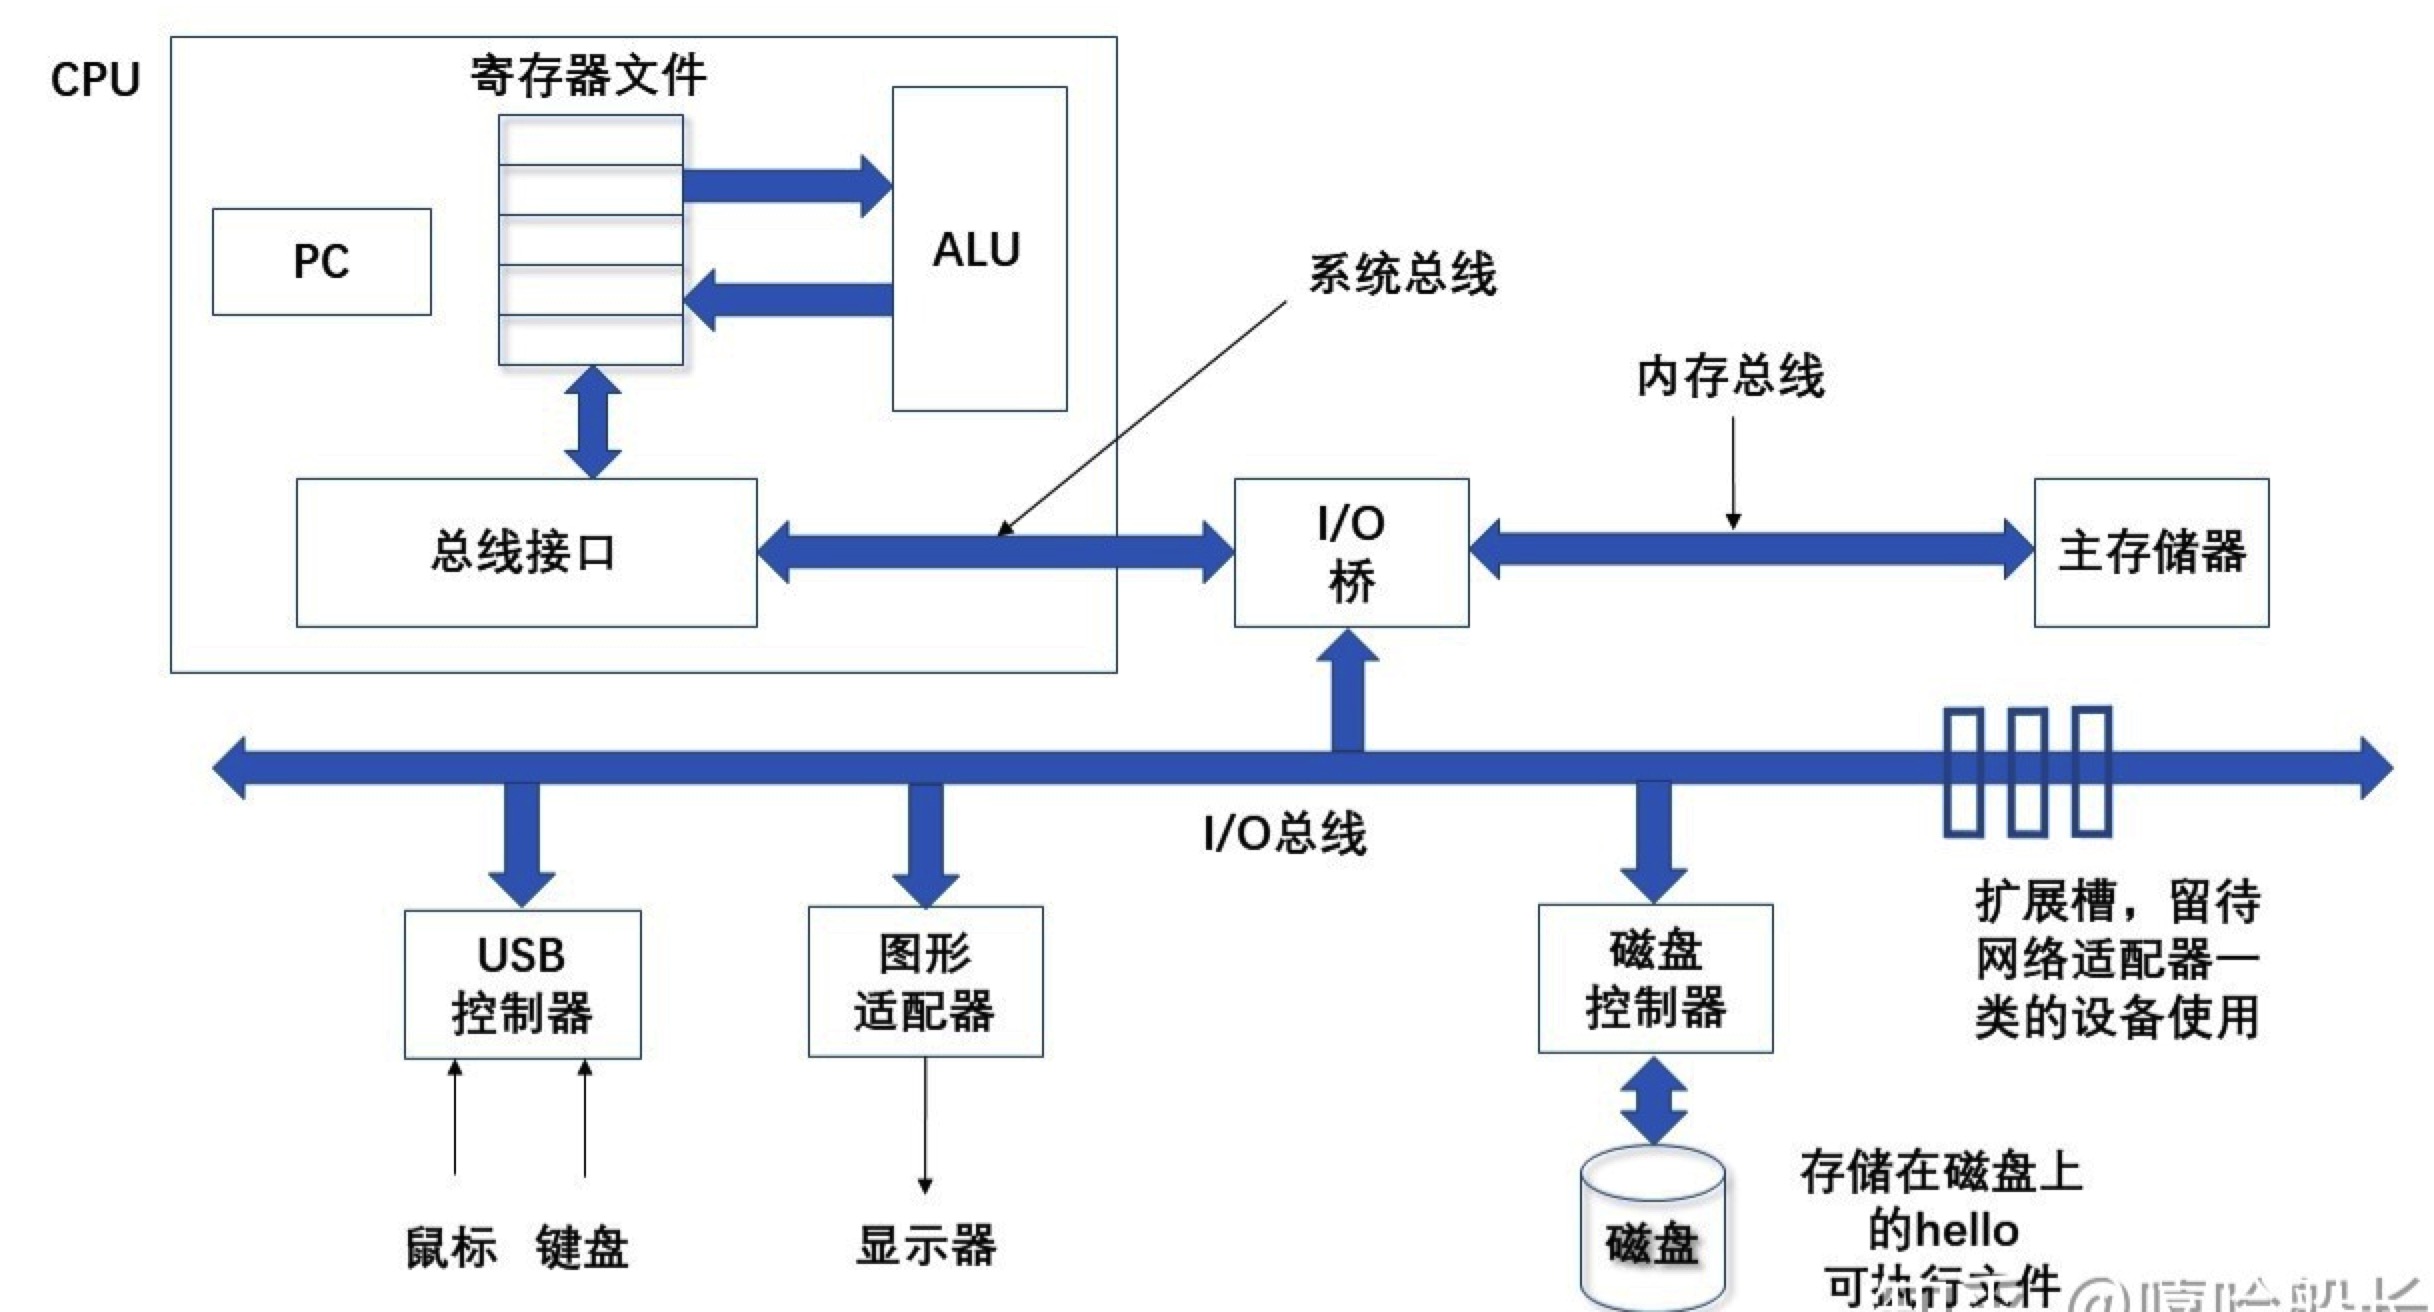 CPU
寄存器文件
PC
ALU
系统总线
内存总线
总线接口
I/O
桥
主存储器
I/O总线
USB
控制器
图形
适配器
磁盘
控制器
扩展槽，留待
网络适配器一
类的设备使用
鼠标
键盘
显示器
磁盘
存储在磁盘上
的hello
可执行文件